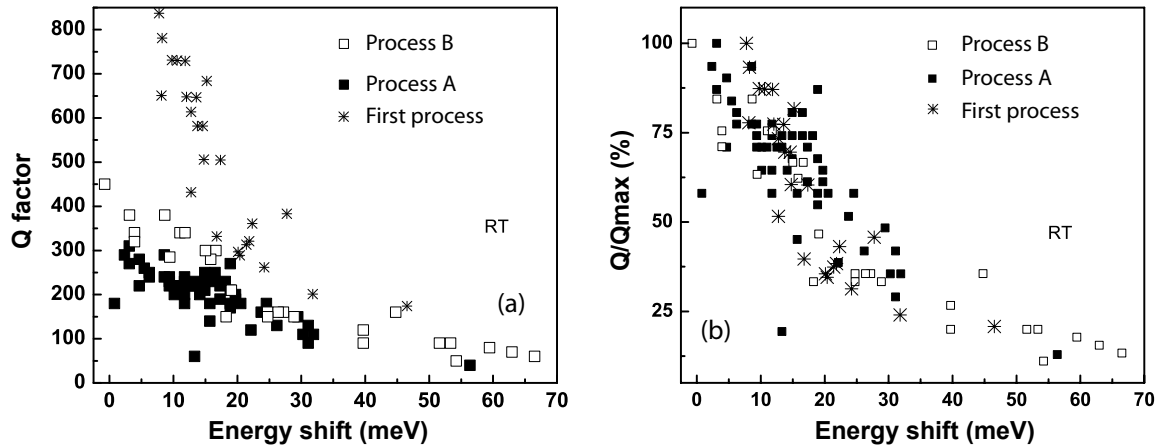 800
700
600
500
400
300
200
100
0
Q factor
Process B
Process A
First process
RT
(a)
0 10 20 30 40 50 60 70
Energy shift (meV)
100
75
50
25
Q/Qmax (%)
Process B
Process A
First process
RT
(b)
0 10 20 30 40 50 60 70
Energy shift (meV)